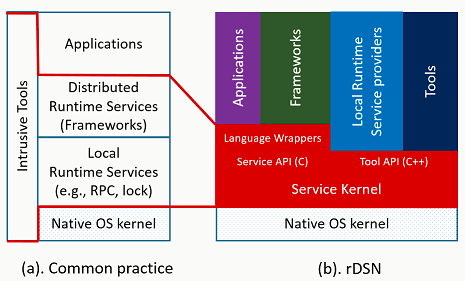 Intrusive Tools
Applications
Distributed
Runtime Services
(Frameworks)
Local
Runtime Services
(e.g., RPC, lock)
Native OS kernel
(a). Common practice
Applications
Frameworks
Local Runtime
Service providers
Tools
Language Wrappers
Service API (C)
Tool API (C++)
Service Kernel
Native OS kernel
(b). rDSN